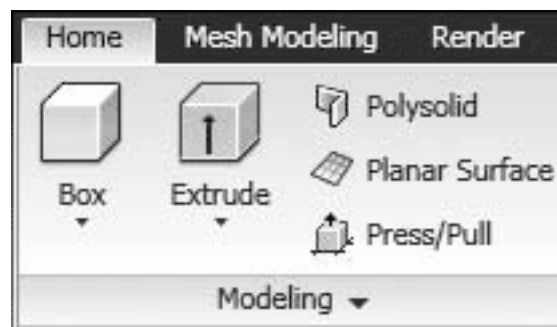 Home Mesh Modeling Render
Polysolid
Planar Surface
Box Extrude
Press/Pull
Modeling